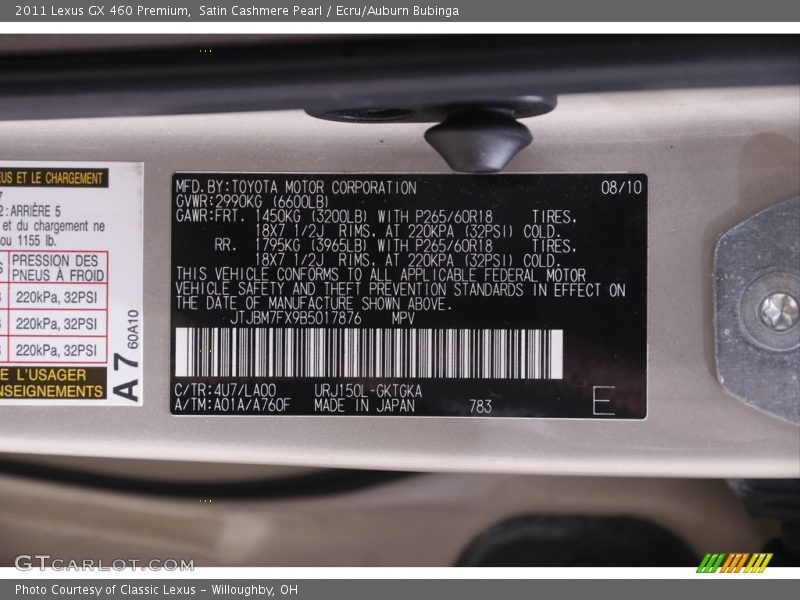 2011 Lexus GX 460 Premium,  Satin Cashmere Pearl / Ecru/Auburn Bubinga
EUS ET LE CHARGEMENT
2: ARRIÈRE 5
et du chargement ne
ou 1155 lb.
PRESSION DES
PNEUS À FROID
220kPa, 32PSI
220kPa, 32PSI
220kPa, 32PSI
E L'USAGER
NSEIGNEMENTS
A 7 60A10
MFD.BY:TOYOTA MOTOR CORPORATION 08/10
GVWR:2990KG (6600LB)
GAWR:FRT. 1450KG (3200LB) WITH P265/60R18 TIRES,
18X7 1/2J RIMS, AT 220KPA (32PSI) COLD.
RR. 1795KG (3965LB) WITH P265/60R18 TIRES,
18X7 1/2J RIMS, AT 220KPA (32PSI) COLD.
THIS VEHICLE CONFORMS TO ALL APPLICABLE FEDERAL MOTOR
VEHICLE SAFETY AND THEFT PREVENTION STANDARDS IN EFFECT ON
THE DATE OF MANUFACTURE SHOWN ABOVE.
JTJBM7FX9B5017876 MPV
C/TR:4U7/LA00 URJ150L-GKTGKA
A/TM:A01A/A760F MADE IN JAPAN 783 E
GTCARLOT.COM
Photo Courtesy of Classic Lexus - Willoughby, OH